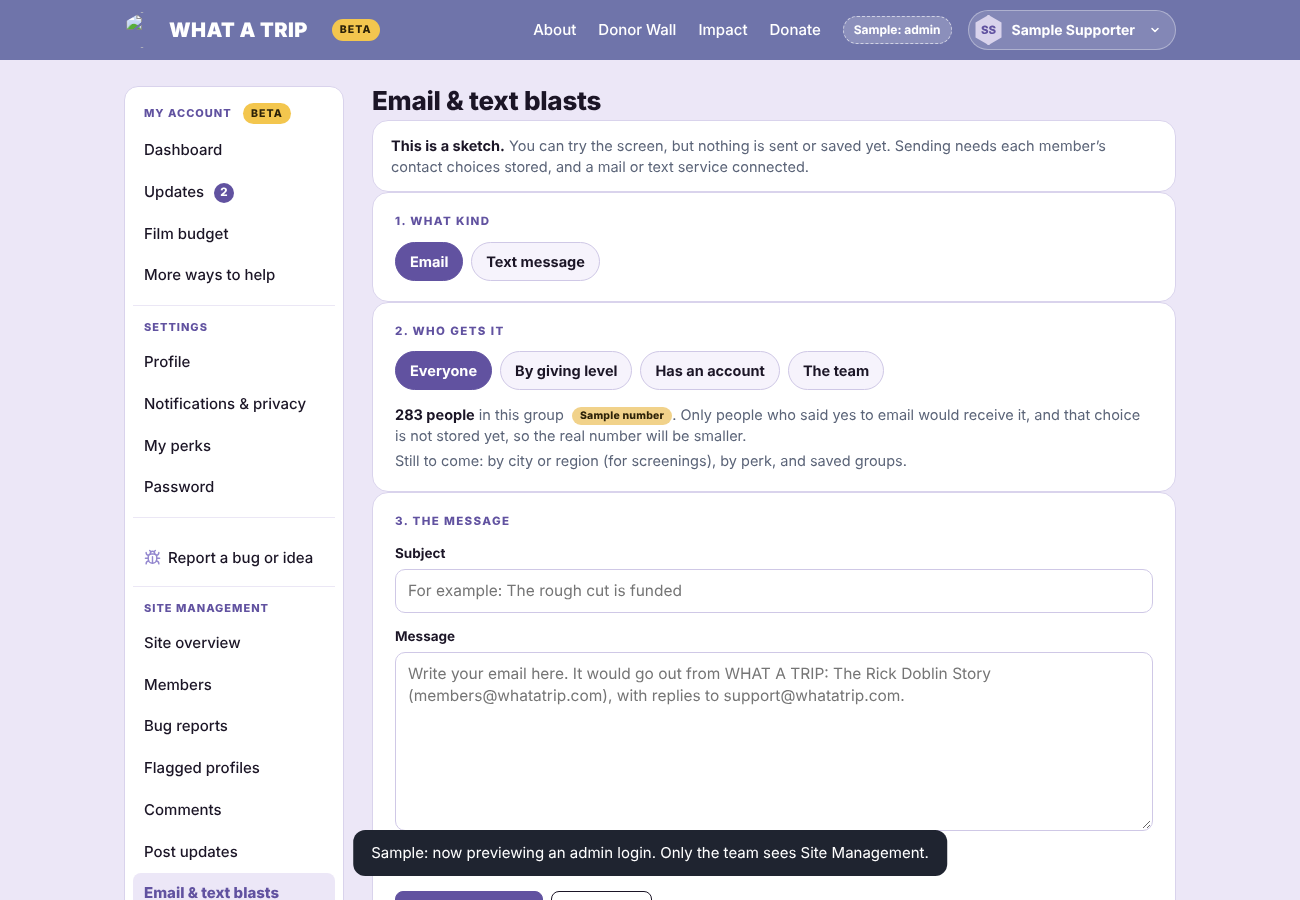 WHAT A TRIP BETA About Donor Wall Impact Donate Sample: admin SS Sample Supporter
MY ACCOUNT BETA
Dashboard
Updates 2
Film budget
More ways to help
SETTINGS
Profile
Notifications & privacy
My perks
Password
Report a bug or idea
SITE MANAGEMENT
Site overview
Members
Bug reports
Flagged profiles
Comments
Post updates
Email & text blasts
Email & text blasts
This is a sketch. You can try the screen, but nothing is sent or saved yet. Sending needs each member’s
contact choices stored, and a mail or text service connected.
1. WHAT KIND
Email Text message
2. WHO GETS IT
Everyone By giving level Has an account The team
283 people in this group Sample number. Only people who said yes to email would receive it, and that choice
is not stored yet, so the real number will be smaller.
Still to come: by city or region (for screenings), by perk, and saved groups.
3. THE MESSAGE
Subject
For example: The rough cut is funded
Message
Write your email here. It would go out from WHAT A TRIP: The Rick Doblin Story
(members@whatatrip.com), with replies to support@whatatrip.com.
Sample: now previewing an admin login. Only the team sees Site Management.